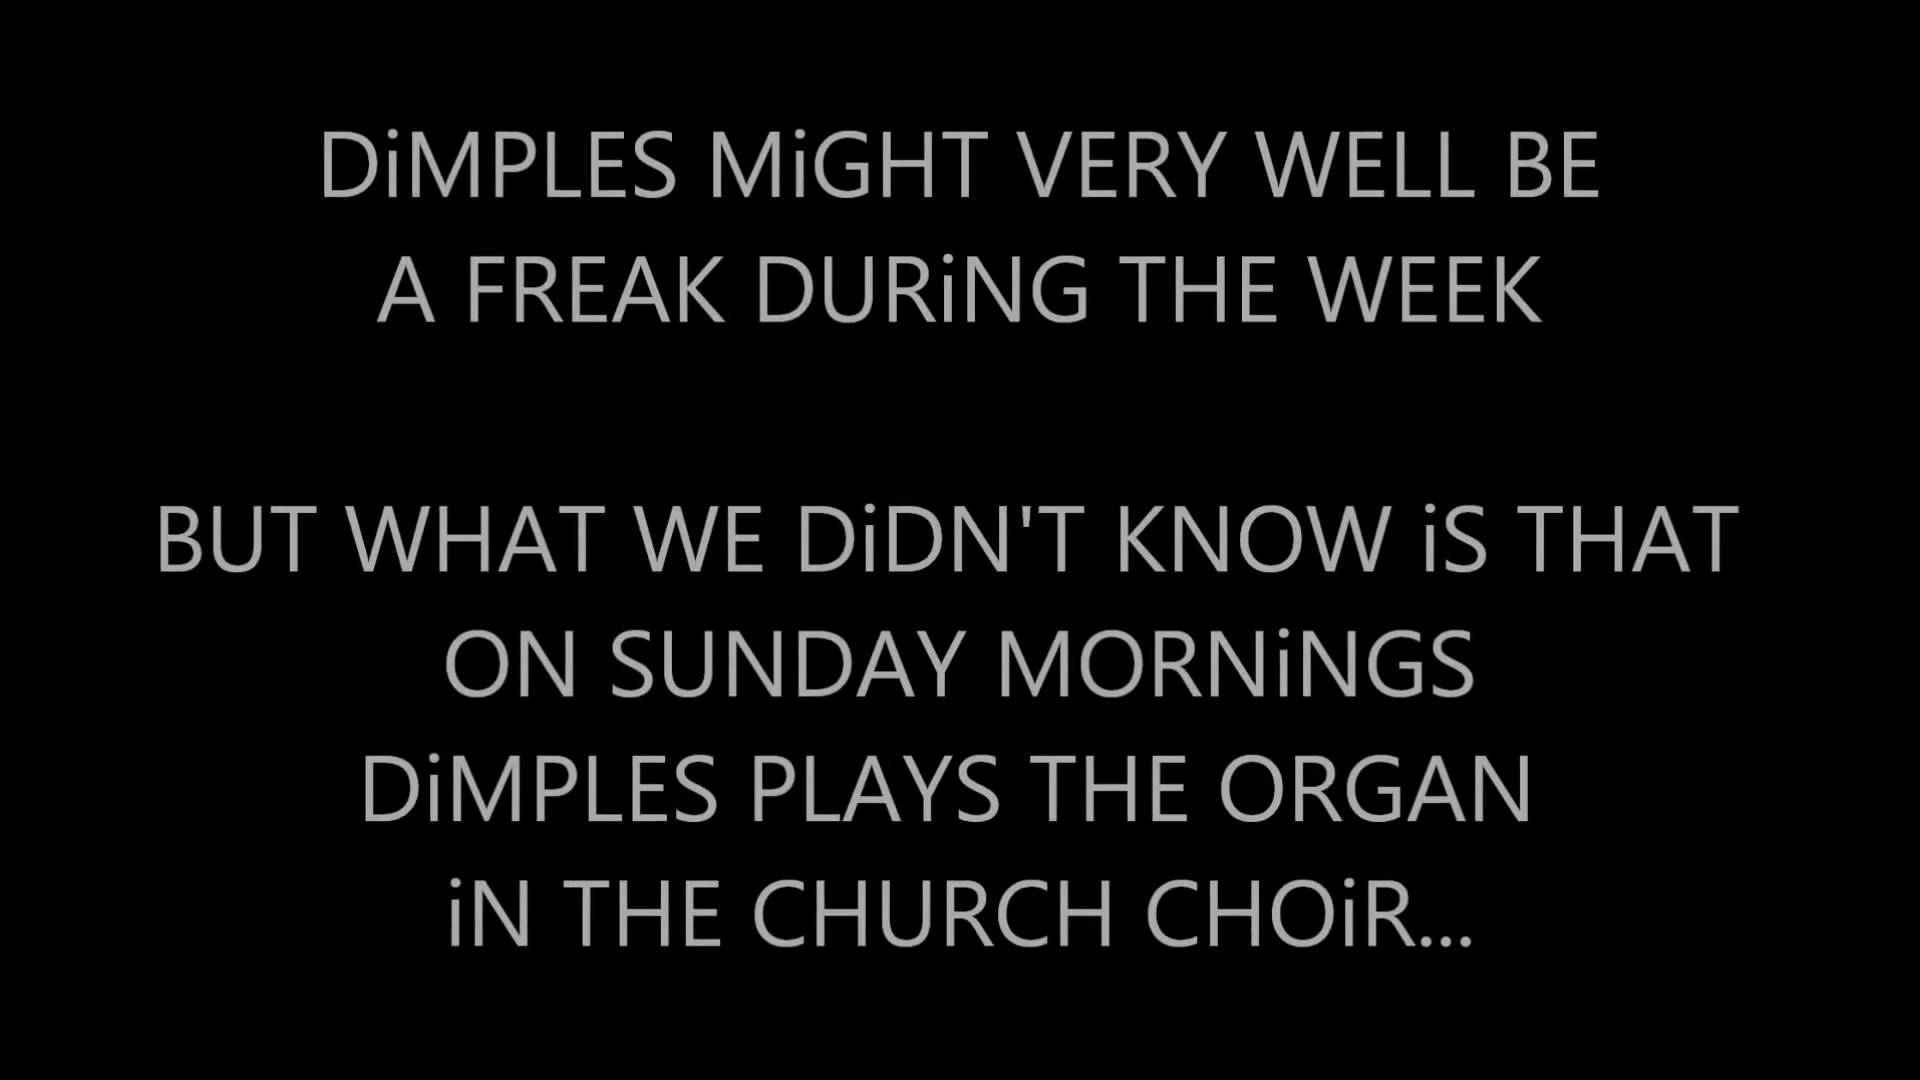 DiMPLES MiGHT VERY WELL BE
A FREAK DURiNG THE WEEK
BUT WHAT WE DiDN'T KNOW iS THAT
ON SUNDAY MORNiNGS
DiMPLES PLAYS THE ORGAN
iN THE CHURCH CHOiR...